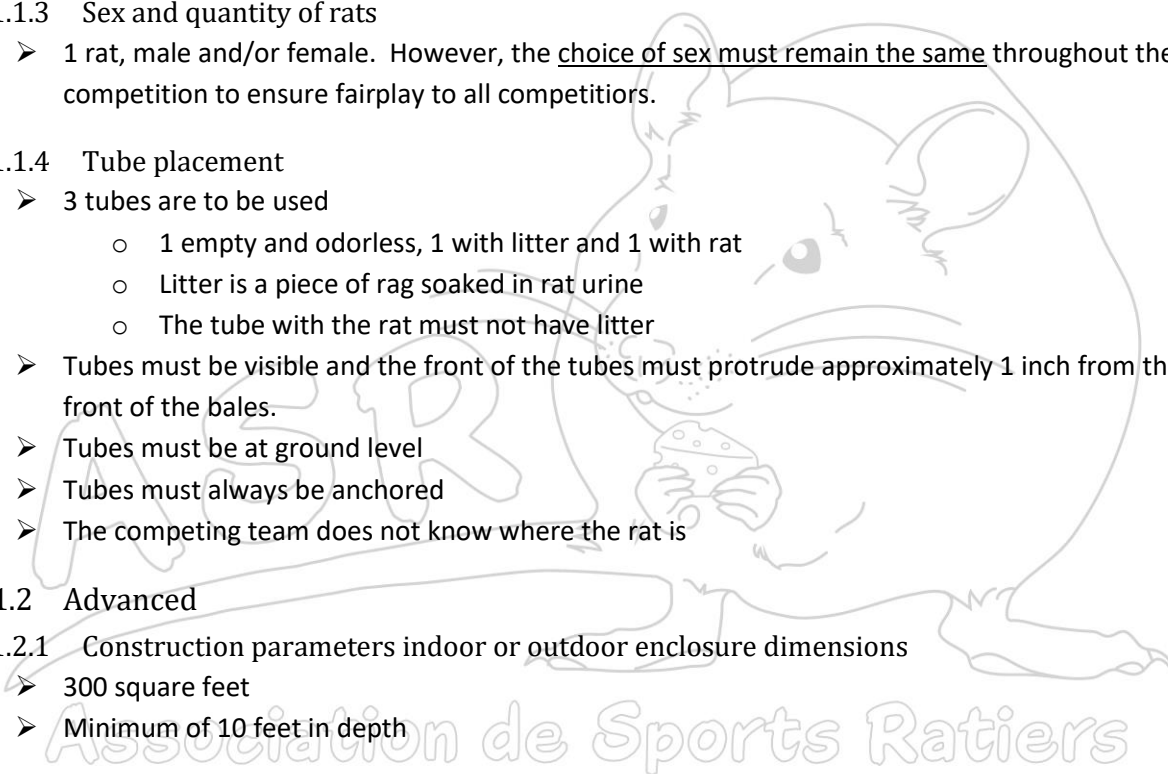 1.1.3 Sex and quantity of rats
➢ 1 rat, male and/or female. However, the choice of sex must remain the same throughout the
competition to ensure fairplay to all competitiors.
1.1.4 Tube placement
➢ 3 tubes are to be used
o 1 empty and odorless, 1 with litter and 1 with rat
o Litter is a piece of rag soaked in rat urine
o The tube with the rat must not have litter
➢ Tubes must be visible and the front of the tubes must protrude approximately 1 inch from th
front of the bales.
➢ Tubes must be at ground level
➢ Tubes must always be anchored
➢ The competing team does not know where the rat is
ASR
1.2 Advanced
1.2.1 Construction parameters indoor or outdoor enclosure dimensions
➢ 300 square feet
➢ Minimum of 10 feet in depth
Association de Sports Ratiers